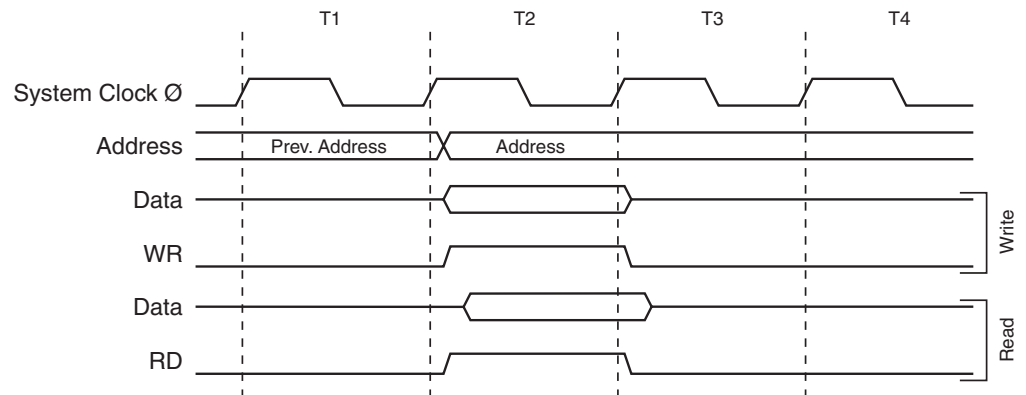 T1 T2 T3 T4
System Clock Ø
Address Prev. Address Address
Data
WR
Write
Data
RD
Read